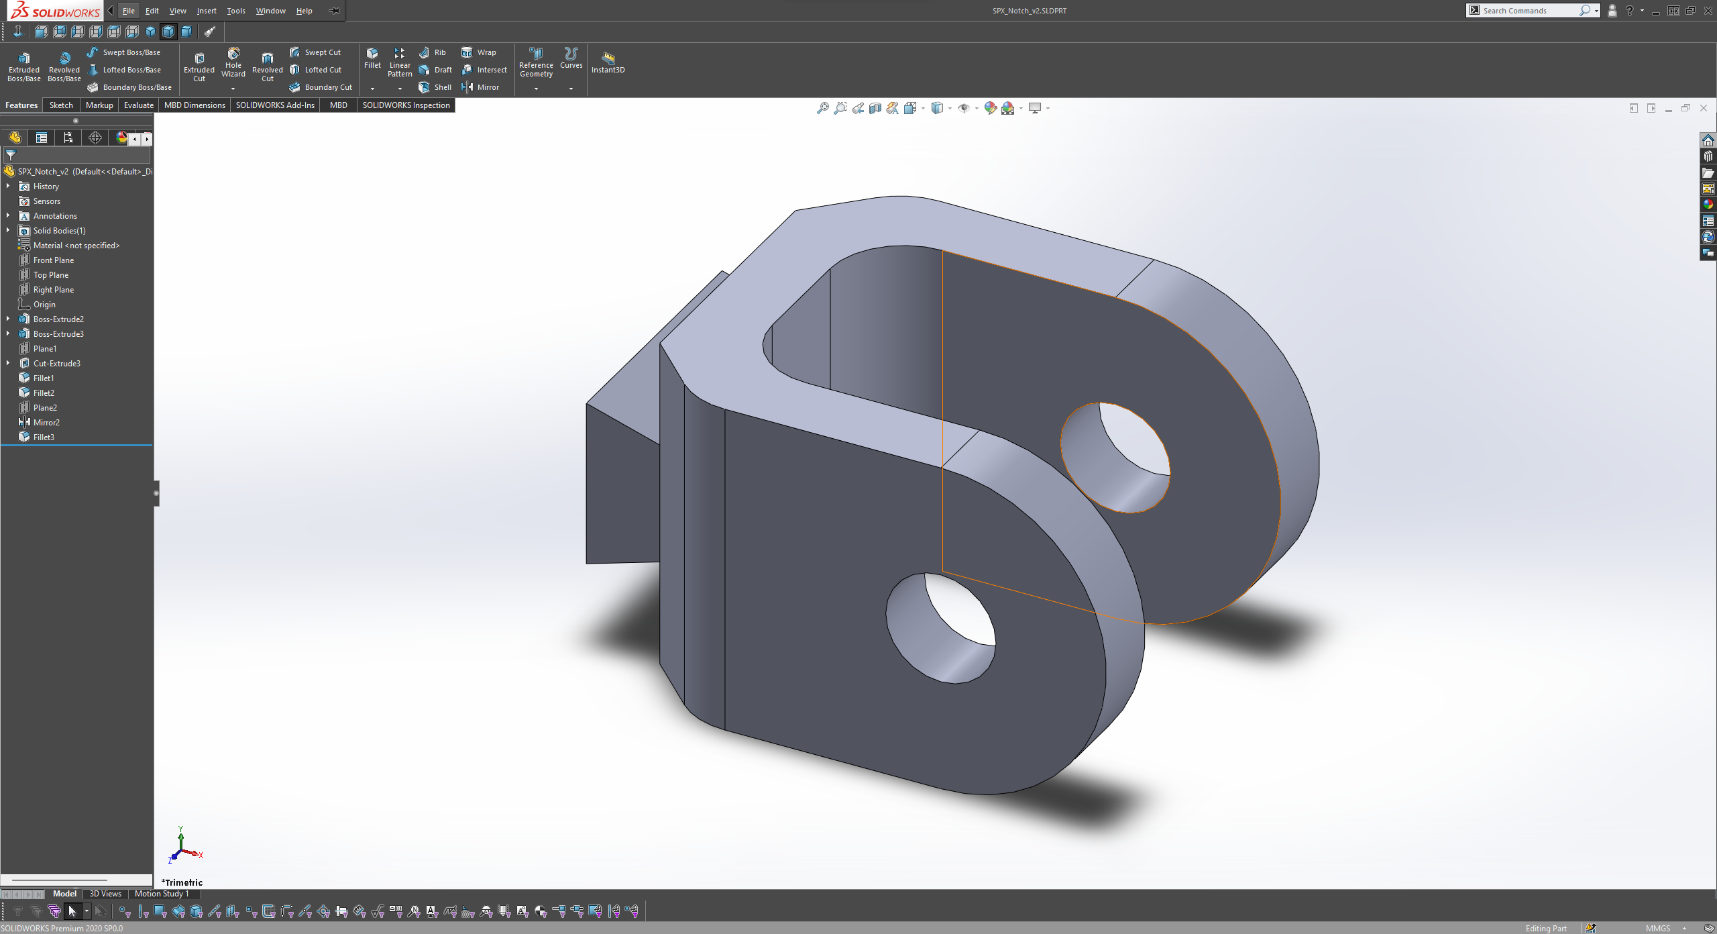 SOLIDWORKS File Edit View Insert Tools Window Help SPX_Notch_v2.SLDPRT Search Commands
Extruded Boss/Base
Revolved Boss/Base
Swept Boss/Base
Lofted Boss/Base
Boundary Boss/Base
Extruded Cut
Hole Wizard
Revolved Cut
Swept Cut
Lofted Cut
Boundary Cut
Fillet
Linear Pattern
Rib
Draft
Shell
Wrap
Intersect
Mirror
Reference Geometry
Curves
Instant3D
Features Sketch Markup Evaluate MBD Dimensions SOLIDWORKS Add-Ins MBD SOLIDWORKS Inspection
SPX_Notch_v2 (Default<<Default>_Di
History
Sensors
Annotations
Solid Bodies(1)
Material <not specified>
Front Plane
Top Plane
Right Plane
Origin
Boss-Extrude2
Boss-Extrude3
Plane1
Cut-Extrude3
Fillet1
Fillet2
Plane2
Mirror2
Fillet3
Y
X
Z
*Trimetric
Model 3D Views Motion Study 1
SOLIDWORKS Premium 2020 SP0.0 Editing Part MMGS